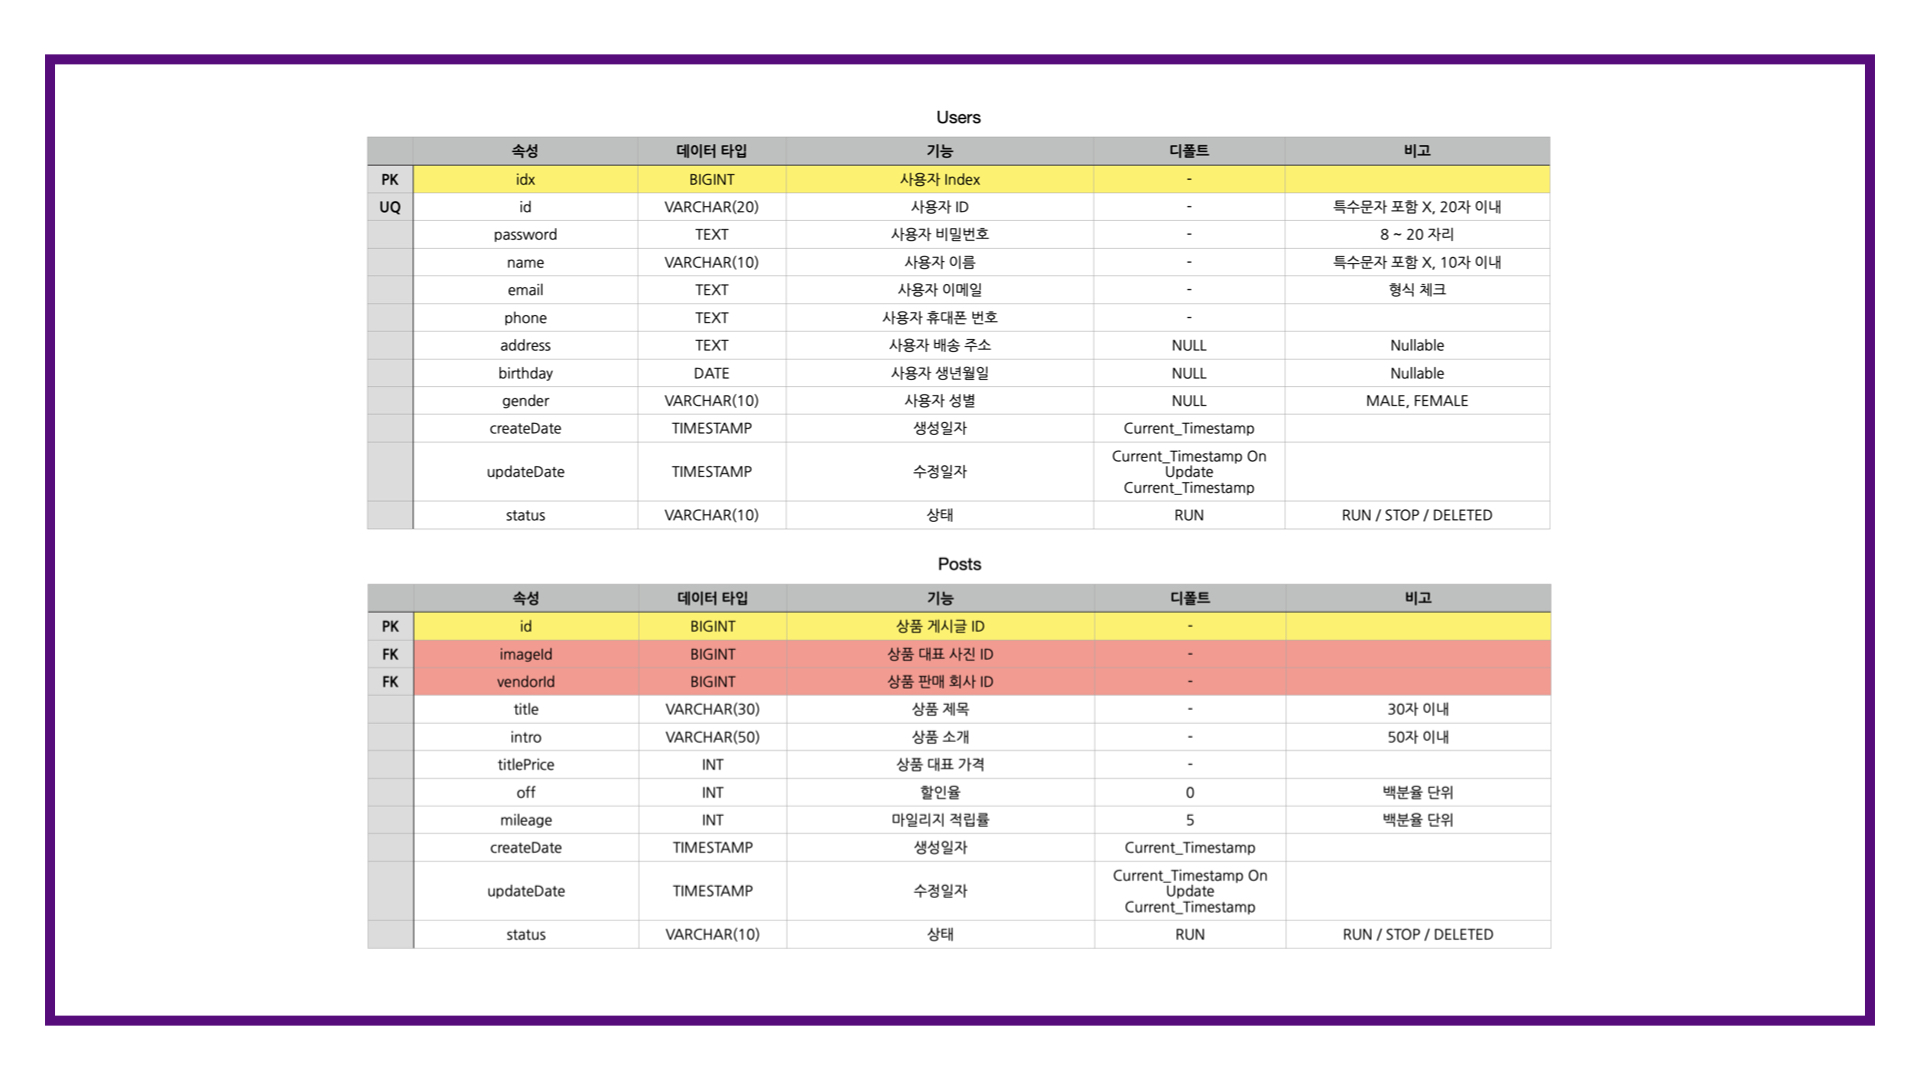 Users
속성 데이터 타입 기능 디폴트 비고
PK idx BIGINT 사용자 Index -
UQ id VARCHAR(20) 사용자 ID - 특수문자 포함 X, 20자 이내
password TEXT 사용자 비밀번호 - 8 ~ 20 자리
name VARCHAR(10) 사용자 이름 - 특수문자 포함 X, 10자 이내
email TEXT 사용자 이메일 - 형식 체크
phone TEXT 사용자 휴대폰 번호 -
address TEXT 사용자 배송 주소 NULL Nullable
birthday DATE 사용자 생년월일 NULL Nullable
gender VARCHAR(10) 사용자 성별 NULL MALE, FEMALE
createDate TIMESTAMP 생성일자 Current_Timestamp
updateDate TIMESTAMP 수정일자 Current_Timestamp On
Update
Current_Timestamp
status VARCHAR(10) 상태 RUN RUN / STOP / DELETED
Posts
속성 데이터 타입 기능 디폴트 비고
PK id BIGINT 상품 게시글 ID -
FK imageId BIGINT 상품 대표 사진 ID -
FK vendorId BIGINT 상품 판매 회사 ID -
title VARCHAR(30) 상품 제목 - 30자 이내
intro VARCHAR(50) 상품 소개 - 50자 이내
titlePrice INT 상품 대표 가격 -
off INT 할인율 0 백분율 단위
mileage INT 마일리지 적립률 5 백분율 단위
createDate TIMESTAMP 생성일자 Current_Timestamp
updateDate TIMESTAMP 수정일자 Current_Timestamp On
Update
Current_Timestamp
status VARCHAR(10) 상태 RUN RUN / STOP / DELETED